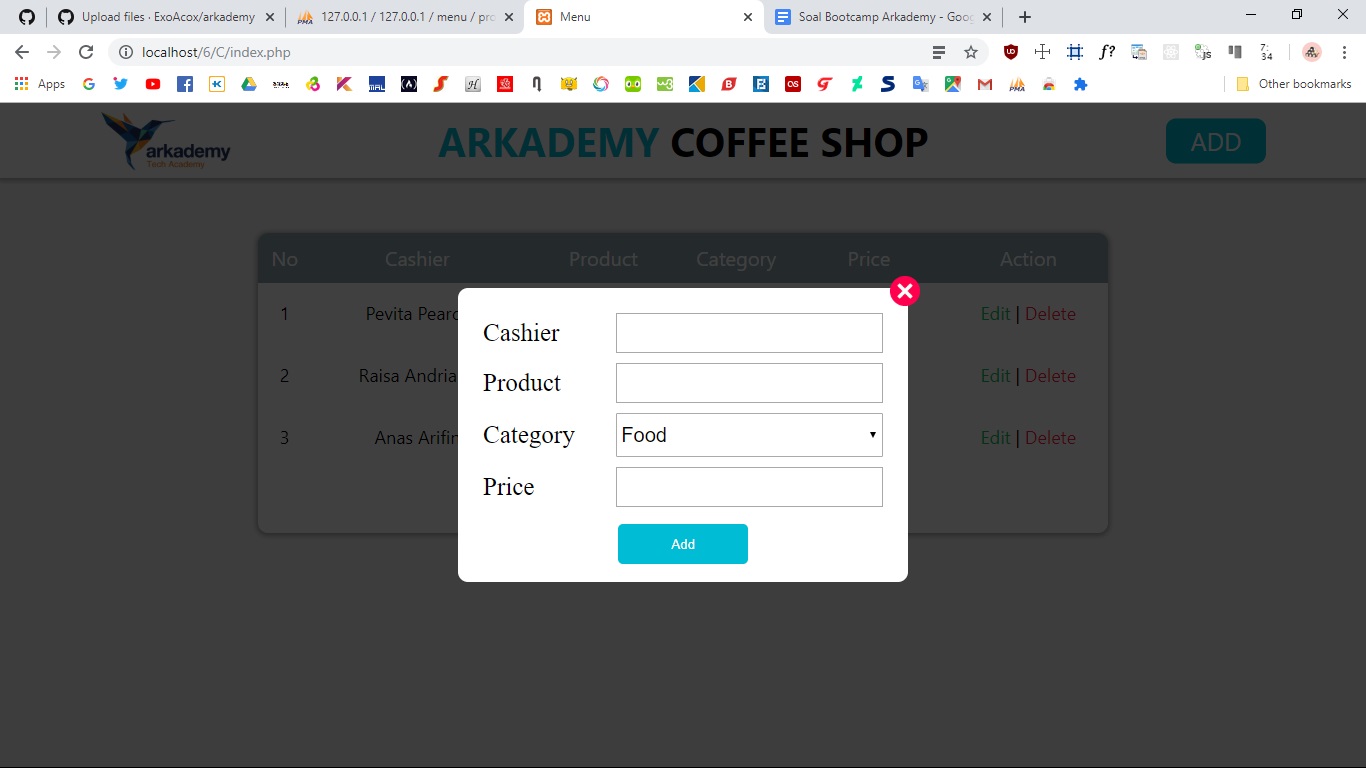 Upload files · ExoAcox/arkademy
127.0.0.1 / 127.0.0.1 / menu / pro
Menu
Soal Bootcamp Arkademy - Goog
localhost/6/C/index.php
Apps
Other bookmarks
arkademy
Tech Academy
ARKADEMY COFFEE SHOP
ADD
No Cashier Product Category Price Action
1 Pevita Pearc Edit | Delete
2 Raisa Andria Edit | Delete
3 Anas Arifin Edit | Delete
Cashier
Product
Category Food
Price
Add